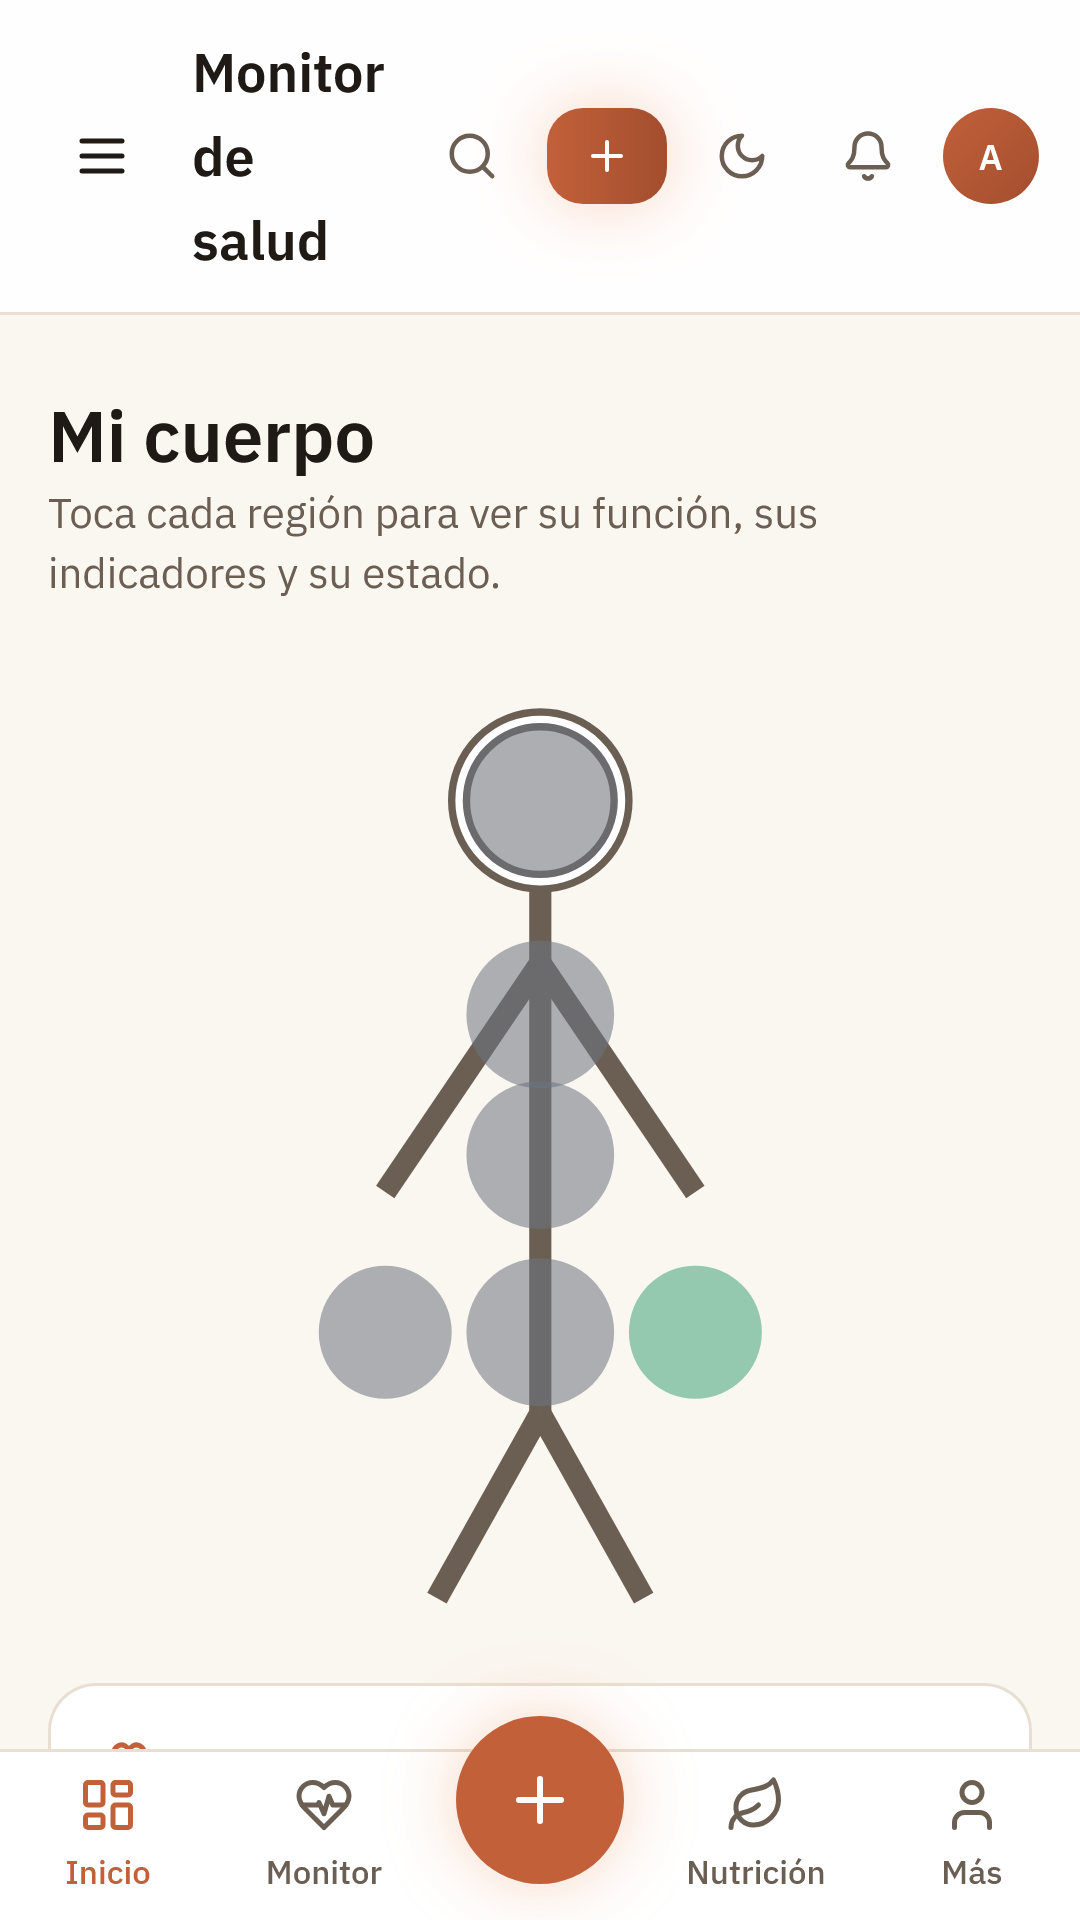 Monitor
de
salud
A
Mi cuerpo
Toca cada región para ver su función, sus
indicadores y su estado.
Inicio
Monitor
Nutrición
Más